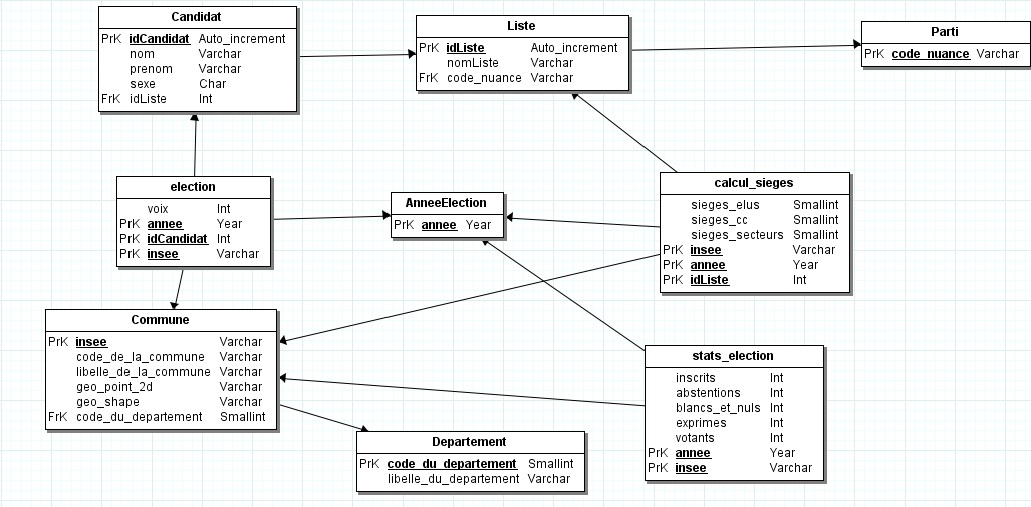 Candidat
PrK idCandidat Auto_increment
nom Varchar
prenom Varchar
sexe Char
FrK idListe Int
Liste
PrK idListe Auto_increment
nomListe Varchar
FrK code_nuance Varchar
Parti
PrK code_nuance Varchar
election
voix Int
PrK annee Year
PrK idCandidat Int
PrK insee Varchar
AnneeElection
PrK annee Year
calcul_sieges
sieges_elus Smallint
sieges_cc Smallint
sieges_secteurs Smallint
PrK insee Varchar
PrK annee Year
PrK idListe Int
Commune
PrK insee Varchar
code_de_la_commune Varchar
libelle_de_la_commune Varchar
geo_point_2d Varchar
geo_shape Varchar
FrK code_du_departement Smallint
stats_election
inscrits Int
abstentions Int
blancs_et_nuls Int
exprimes Int
votants Int
PrK annee Year
PrK insee Varchar
Departement
PrK code_du_departement Smallint
libelle_du_departement Varchar